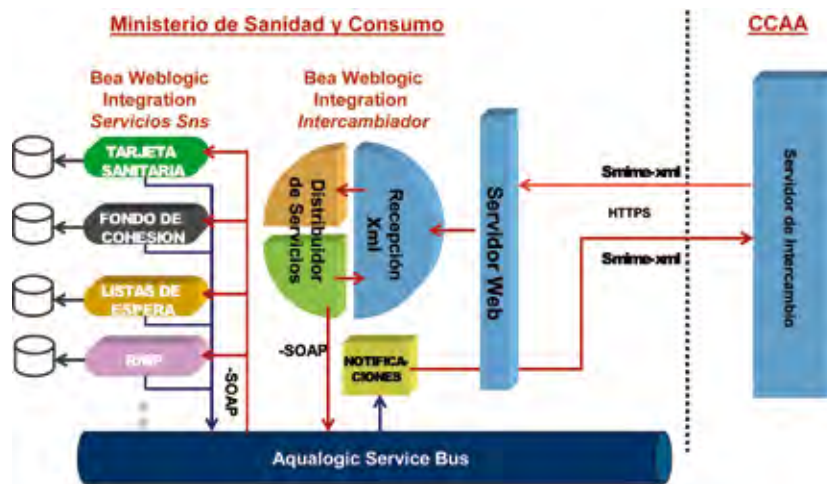 Ministerio de Sanidad y Consumo
CCAA
Bea Weblogic
Integration
Servicios Sns
Bea Weblogic
Integration
Intercambiador
TARJETA
SANITARIA
FONDO DE
COHESION
LISTAS DE
ESPERA
Distribuidor
de Servicios
Recepción
Xml
Servidor Web
Smime-xml
HTTPS
Smime-xml
Servidor de Intercambio
-SOAP
-SOAP
NOTIFICA-
CIONES
Aqualogic Service Bus